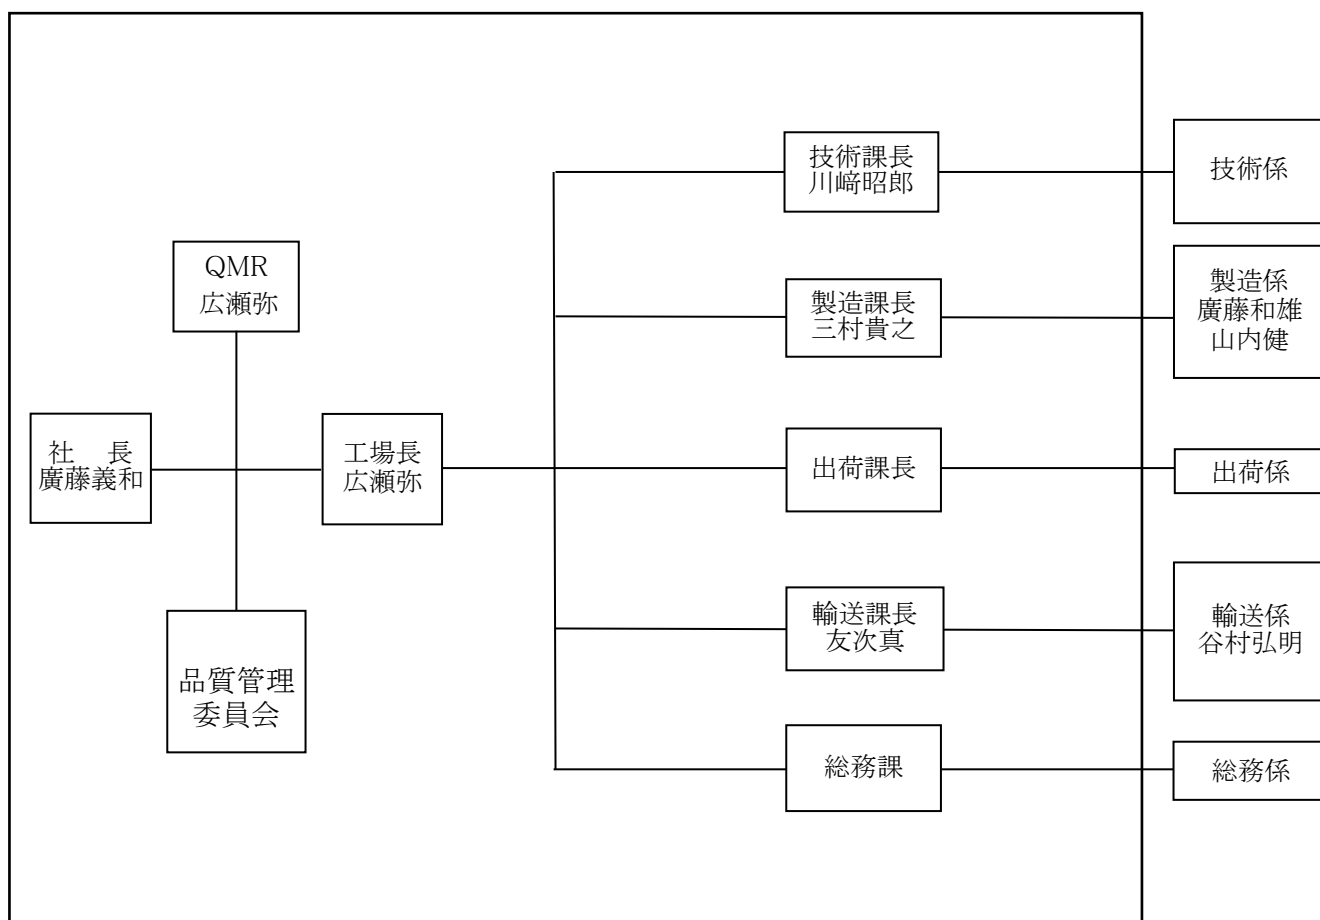 技術課長
川﨑昭郎
技術係
QMR
広瀬弥
製造課長
三村貴之
製造係
廣藤和雄
山内健
社　長
廣藤義和
工場長
広瀬弥
出荷課長
出荷係
輸送課長
友次真
輸送係
谷村弘明
品質管理
委員会
総務課
総務係